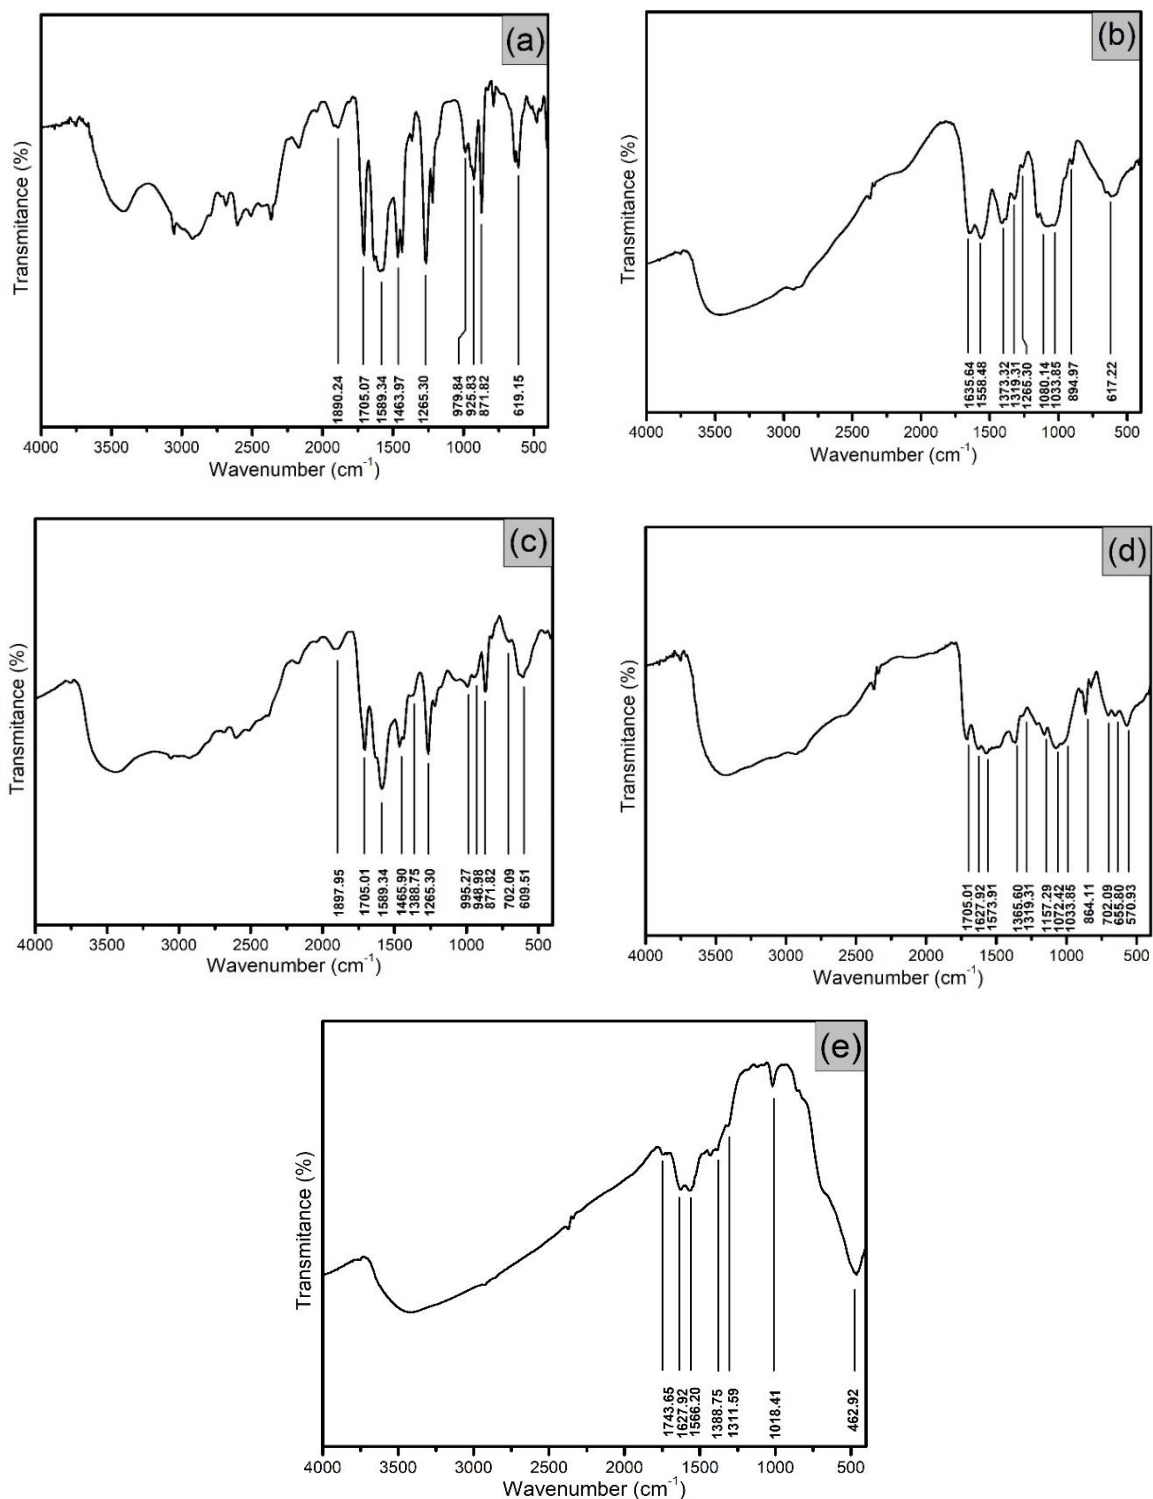 (a)
Transmitance (%)
1890.24
1705.07
1589.34
1463.97
1265.30
979.84
925.83
871.82
619.15
4000 3500 3000 2500 2000 1500 1000 500
Wavenumber (cm-1)
(b)
Transmitance (%)
1635.64
1558.48
1373.32
1319.31
1265.30
1080.14
1033.85
894.97
617.22
4000 3500 3000 2500 2000 1500 1000 500
Wavenumber (cm-1)
(c)
Transmitance (%)
1897.95
1705.01
1589.34
1465.90
1388.75
1265.30
995.27
948.98
871.82
702.09
609.51
4000 3500 3000 2500 2000 1500 1000 500
Wavenumber (cm-1)
(d)
Transmitance (%)
1705.01
1627.92
1573.91
1365.60
1319.31
1157.29
1072.42
1033.85
864.11
702.09
655.80
570.93
4000 3500 3000 2500 2000 1500 1000 500
Wavenumber (cm-1)
(e)
Transmitance (%)
1743.65
1627.92
1566.20
1388.75
1311.59
1018.41
462.92
4000 3500 3000 2500 2000 1500 1000 500
Wavenumber (cm-1)